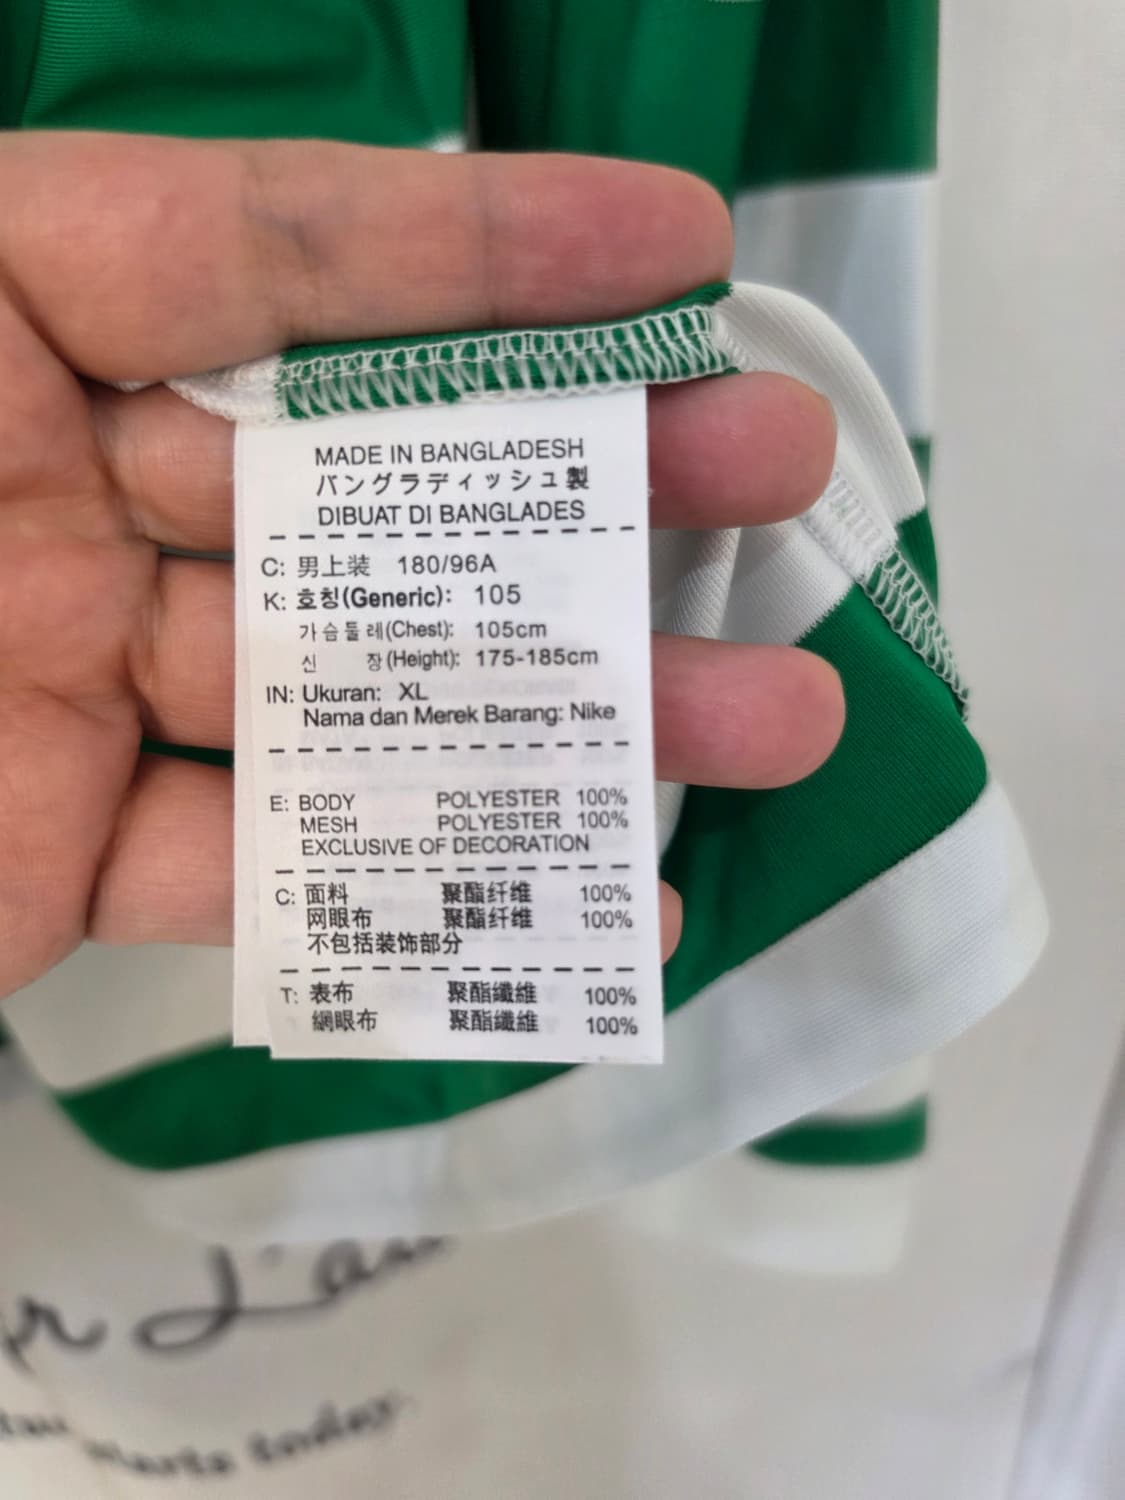 MADE IN BANGLADESH
バングラディッシュ製
DIBUAT DI BANGLADES
C: 男上装 180/96A
K: 호칭(Generic): 105
가슴둘레(Chest): 105cm
신 장(Height): 175-185cm
IN: Ukuran: XL
Nama dan Merek Barang: Nike
E: BODY POLYESTER 100%
MESH POLYESTER 100%
EXCLUSIVE OF DECORATION
C: 面料 聚酯纤维 100%
网眼布 聚酯纤维 100%
不包括装饰部分
T: 表布 聚酯纖維 100%
網眼布 聚酯纖維 100%
today